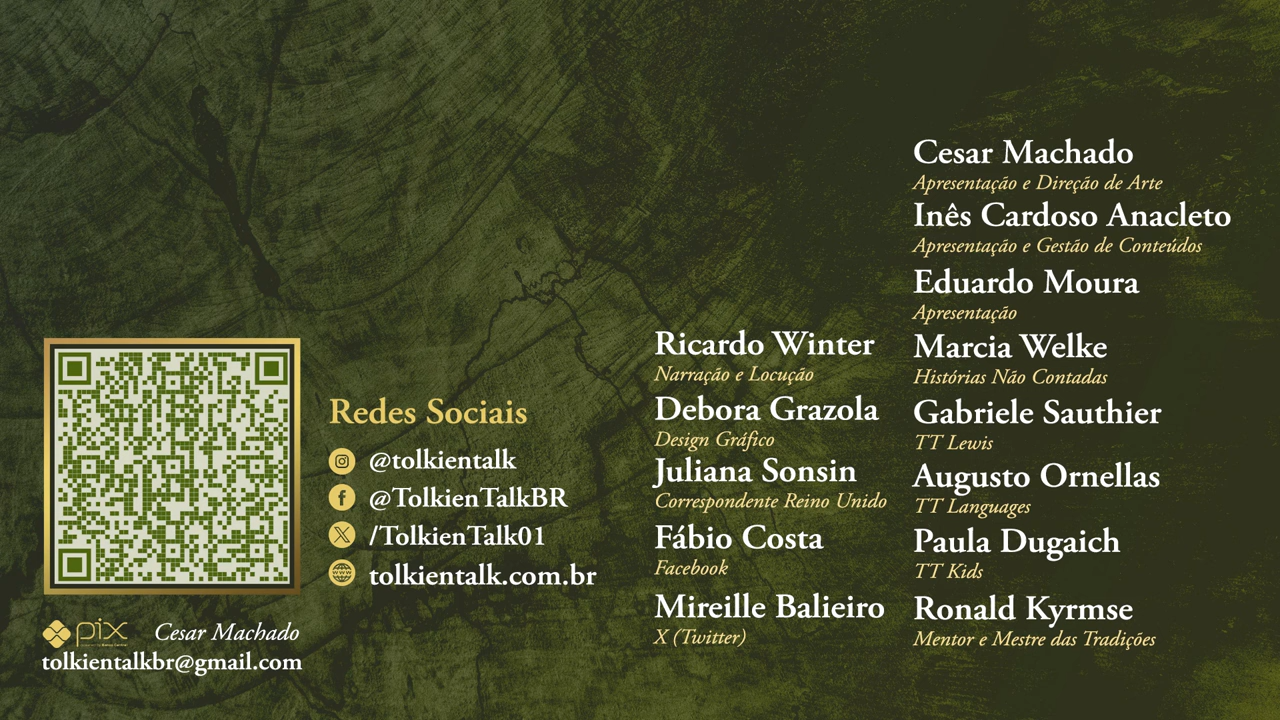 Cesar Machado
Apresentação e Direção de Arte
Inês Cardoso Anacleto
Apresentação e Gestão de Conteúdos
Eduardo Moura
Apresentação
Marcia Welke
Histórias Não Contadas
Gabriele Sauthier
TT Lewis
Augusto Ornellas
TT Languages
Paula Dugaich
TT Kids
Ronald Kyrmse
Mentor e Mestre das Tradições
Ricardo Winter
Narração e Locução
Debora Grazola
Design Gráfico
Juliana Sonsin
Correspondente Reino Unido
Fábio Costa
Facebook
Mireille Balieiro
X (Twitter)
Redes Sociais
@tolkientalk
@TolkienTalkBR
/TolkienTalk01
tolkientalk.com.br
pix
Cesar Machado
tolkientalkbr@gmail.com